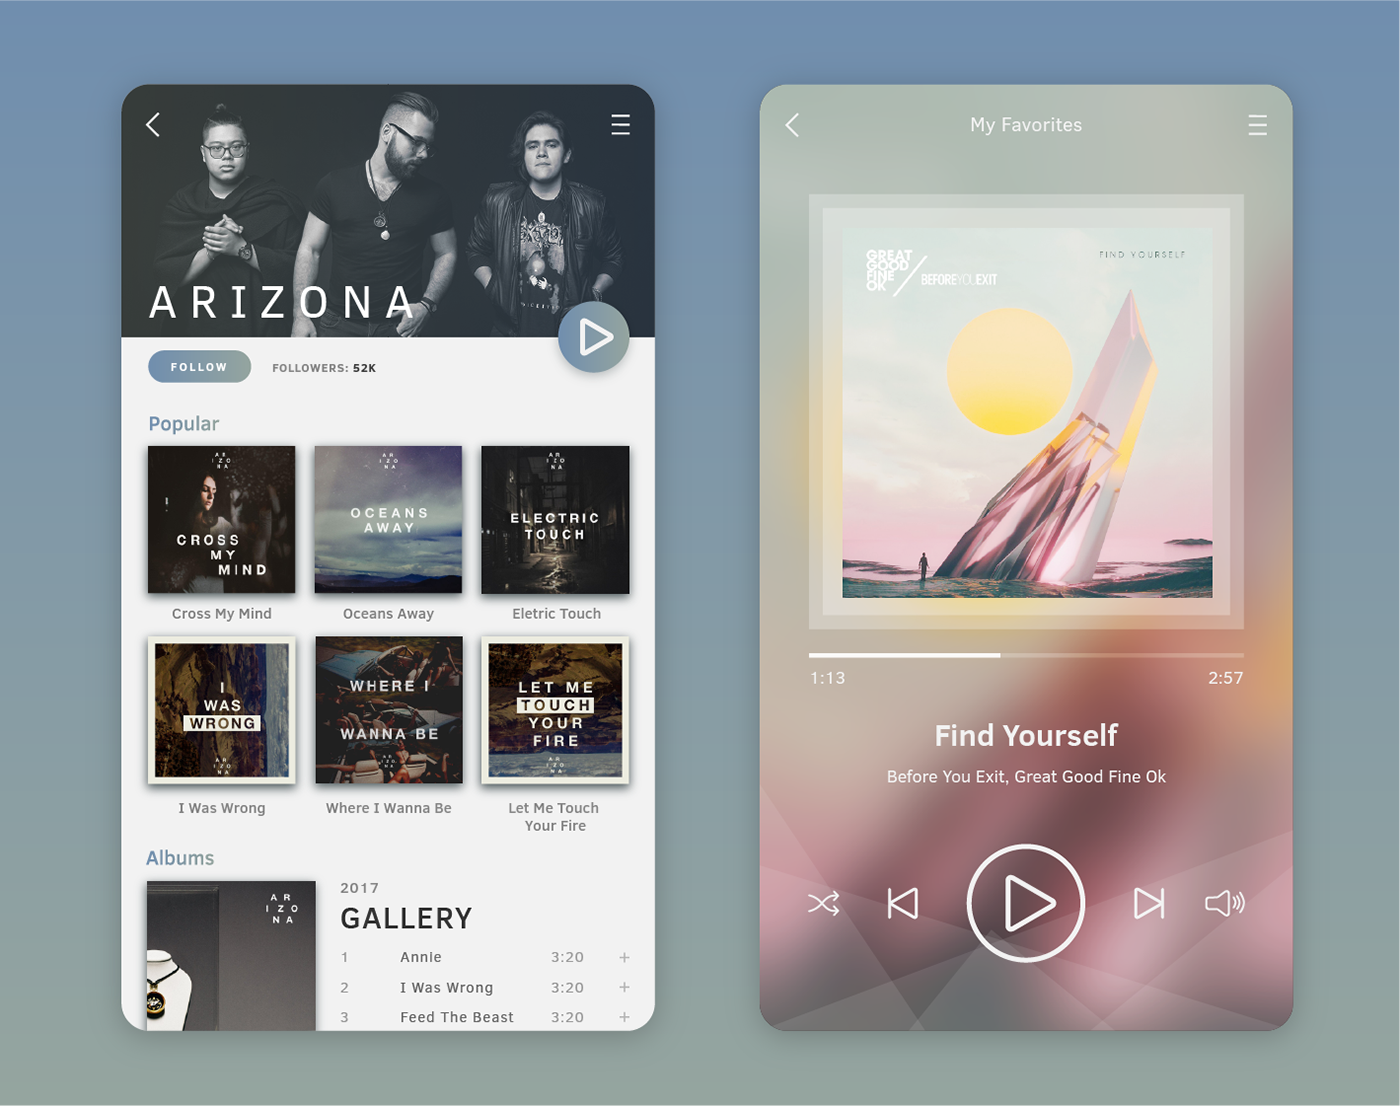 ARIZONA
FOLLOW
FOLLOWERS: 52K
Popular
AR
IZO
NA
CROSS
MY
MIND
AR
IZO
NA
OCEANS
AWAY
AR
IZO
NA
ELECTRIC
TOUCH
Cross My Mind
Oceans Away
Eletric Touch
I
WAS
WRONG
AR
IZO
NA
WHERE I
WANNA BE
AR
IZO
NA
LET ME
TOUCH
YOUR
FIRE
AR
IZO
NA
I Was Wrong
Where I Wanna Be
Let Me Touch
Your Fire
Albums
AR
IZO
NA
2017
GALLERY
1 Annie 3:20 +
2 I Was Wrong 3:20 +
3 Feed The Beast 3:20 +
My Favorites
GREAT
GOOD
FINE
OK
BEFOREYOUEXIT
FIND YOURSELF
1:13
2:57
Find Yourself
Before You Exit, Great Good Fine Ok